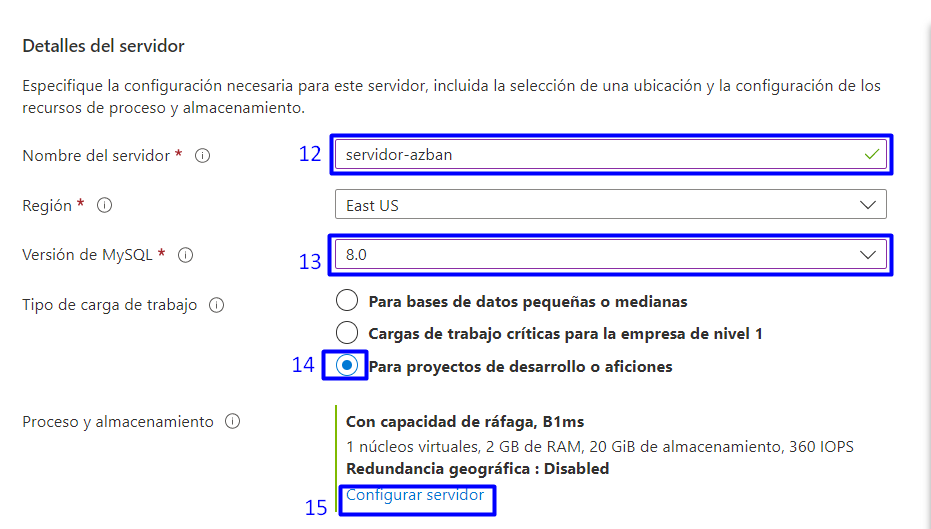 Detalles del servidor
Especifique la configuración necesaria para este servidor, incluida la selección de una ubicación y la configuración de los
recursos de proceso y almacenamiento.
Nombre del servidor * 12 servidor-azban
Región * East US
Versión de MySQL * 13 8.0
Tipo de carga de trabajo Para bases de datos pequeñas o medianas
Cargas de trabajo críticas para la empresa de nivel 1
14 Para proyectos de desarrollo o aficiones
Proceso y almacenamiento Con capacidad de ráfaga, B1ms
1 núcleos virtuales, 2 GB de RAM, 20 GiB de almacenamiento, 360 IOPS
Redundancia geográfica : Disabled
15 Configurar servidor